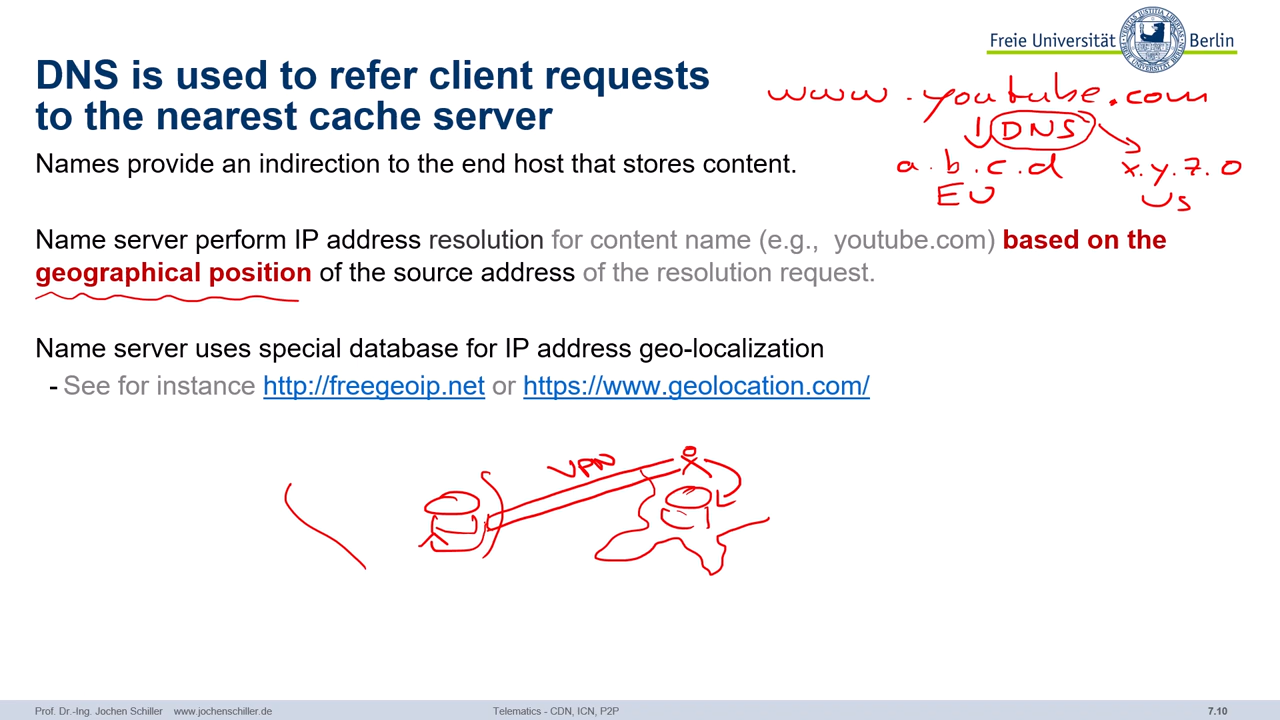 Freie Universität Berlin
DNS is used to refer client requests
to the nearest cache server
www.youtube.com
DNS
a.b.c.d
x.y.7.0
EU
US
Names provide an indirection to the end host that stores content.
Name server perform IP address resolution for content name (e.g., youtube.com) based on the
geographical position of the source address of the resolution request.
Name server uses special database for IP address geo-localization
- See for instance http://freegeoip.net or https://www.geolocation.com/
VPN
Prof. Dr.-Ing. Jochen Schiller www.jochenschiller.de
Telematics - CDN, ICN, P2P
7.10